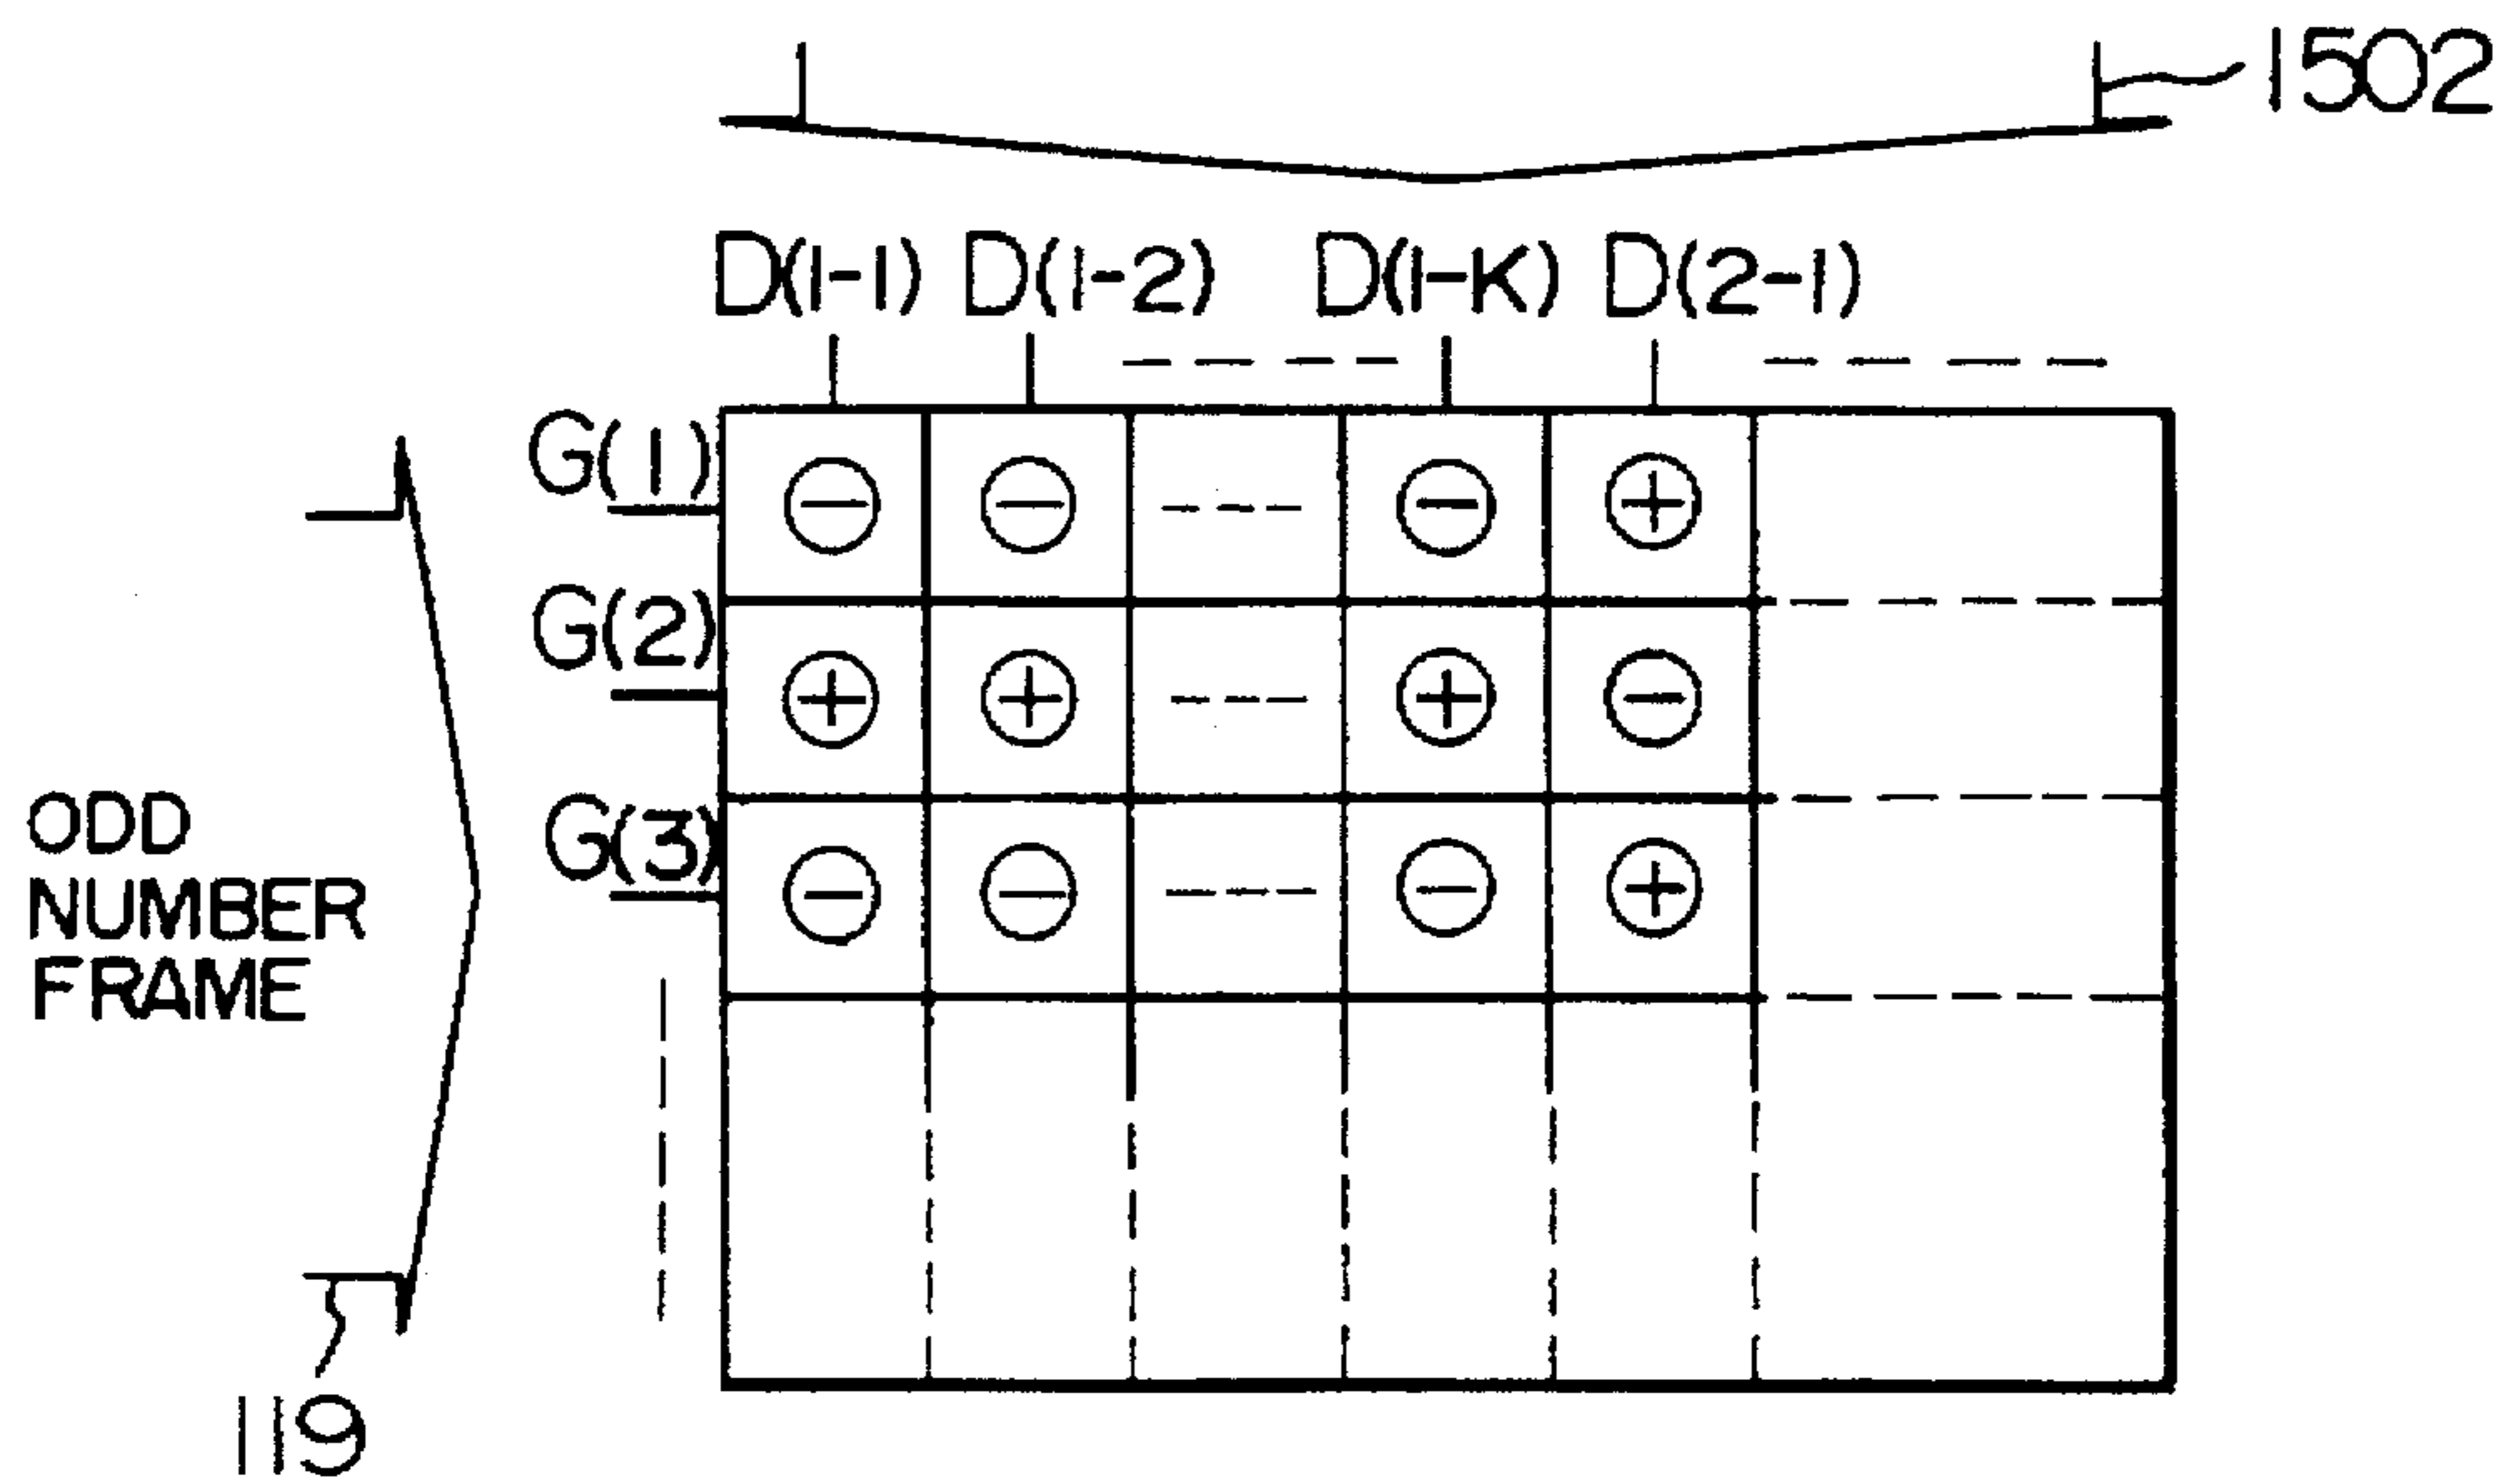 1502
D(1-1) D(1-2) D(1-K) D(2-1)
G(1) ⊖ ⊖ --- ⊖ ⊕
G(2) ⊕ ⊕ --- ⊕ ⊖
G(3) ⊖ ⊖ --- ⊖ ⊕
ODD
NUMBER
FRAME
119